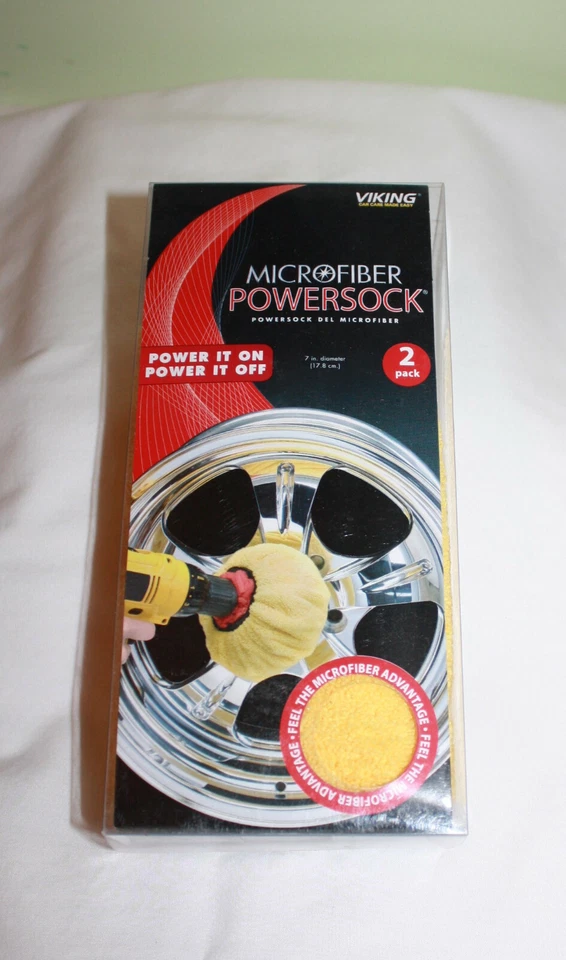 VIKING®
CAR CARE MADE EASY
MICROFIBER
POWERSOCK®
POWERSOCK DEL MICROFIBER
POWER IT ON
POWER IT OFF
7 in. diameter
(17.8 cm.)
2
pack
FEEL THE MICROFIBER ADVANTAGE • FEEL THE MICROFIBER ADVANTAGE •